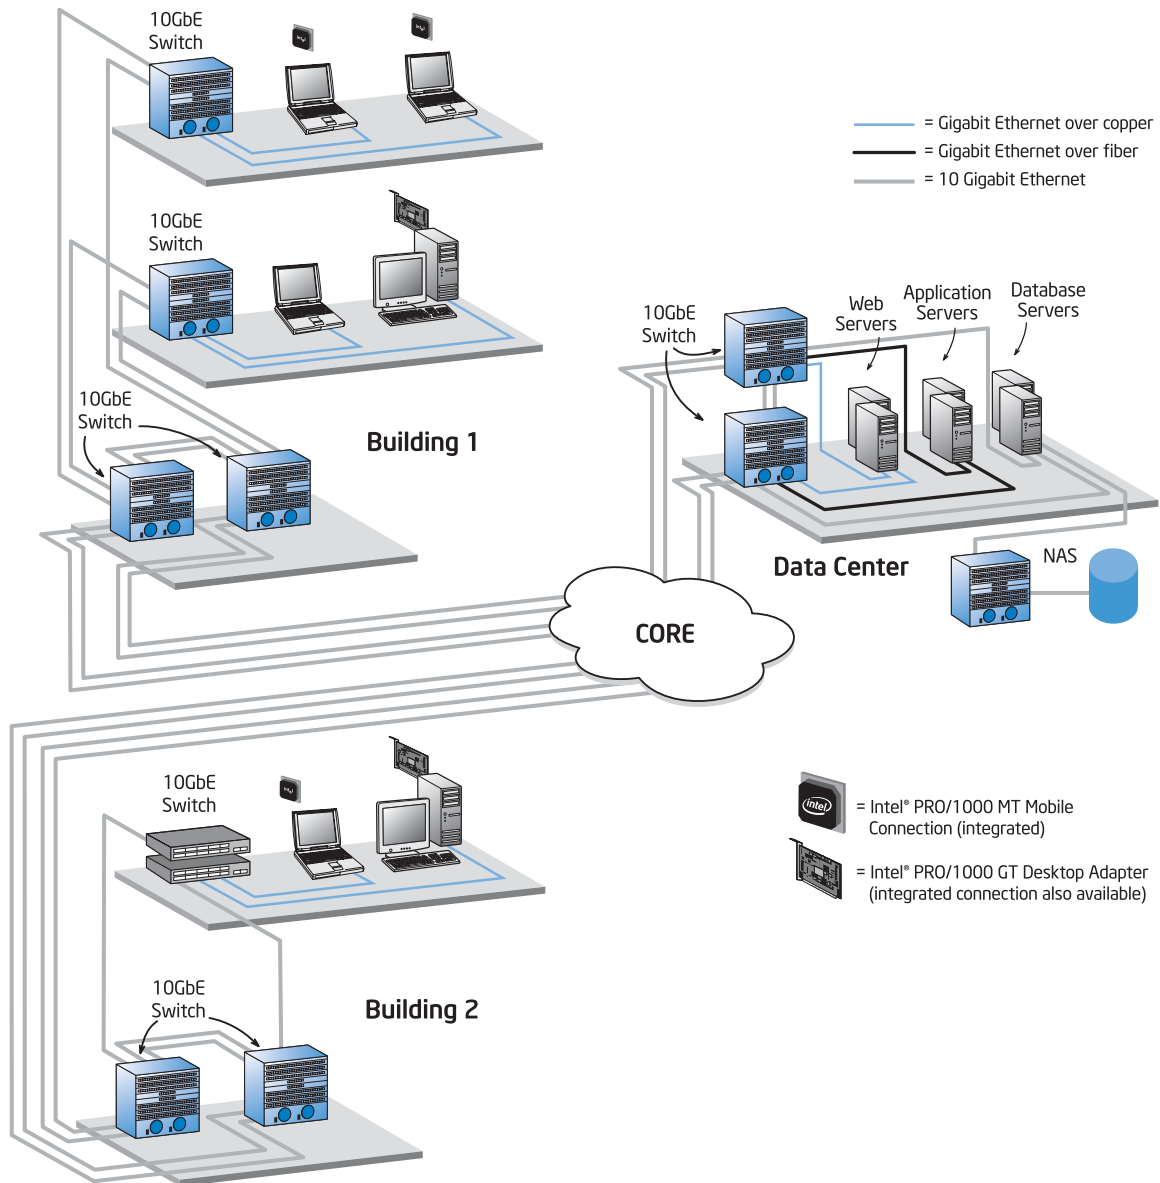 10GbE
Switch
= Gigabit Ethernet over copper
= Gigabit Ethernet over fiber
= 10 Gigabit Ethernet
10GbE
Switch
10GbE
Switch
Web
Servers
Application
Servers
Database
Servers
10GbE
Switch
Building 1
Data Center
NAS
CORE
10GbE
Switch
intel
= Intel® PRO/1000 MT Mobile
Connection (integrated)
= Intel® PRO/1000 GT Desktop Adapter
(integrated connection also available)
10GbE
Switch
Building 2